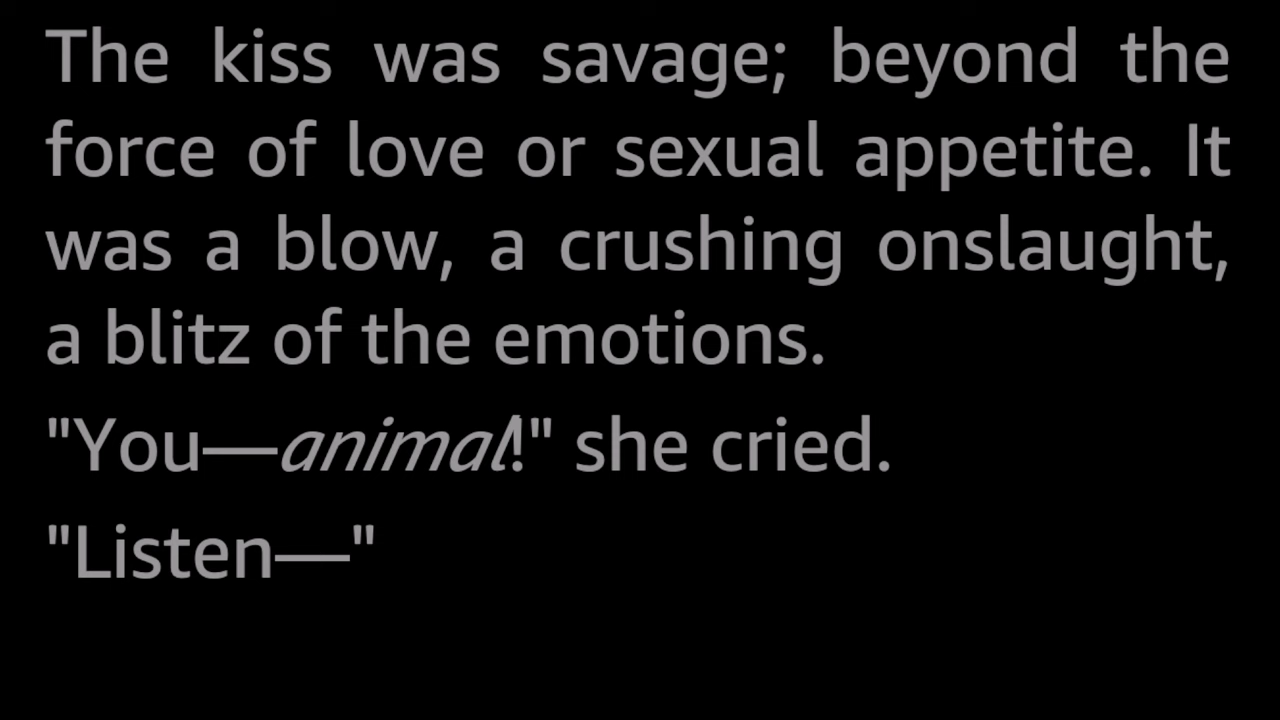 The kiss was savage; beyond the
force of love or sexual appetite. It
was a blow, a crushing onslaught,
a blitz of the emotions.
"You—animal!" she cried.
"Listen—"